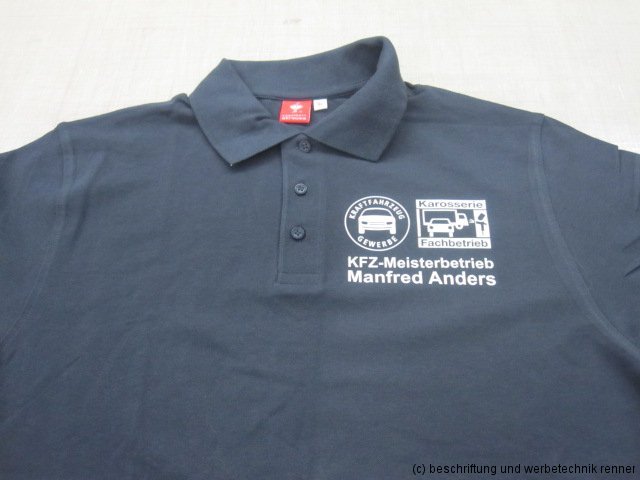 KRAFTFAHRZEUG
GEWERBE
Karosserie
Fachbetrieb
KFZ-Meisterbetrieb
Manfred Anders
(c) beschriftung und werbetechnik renner